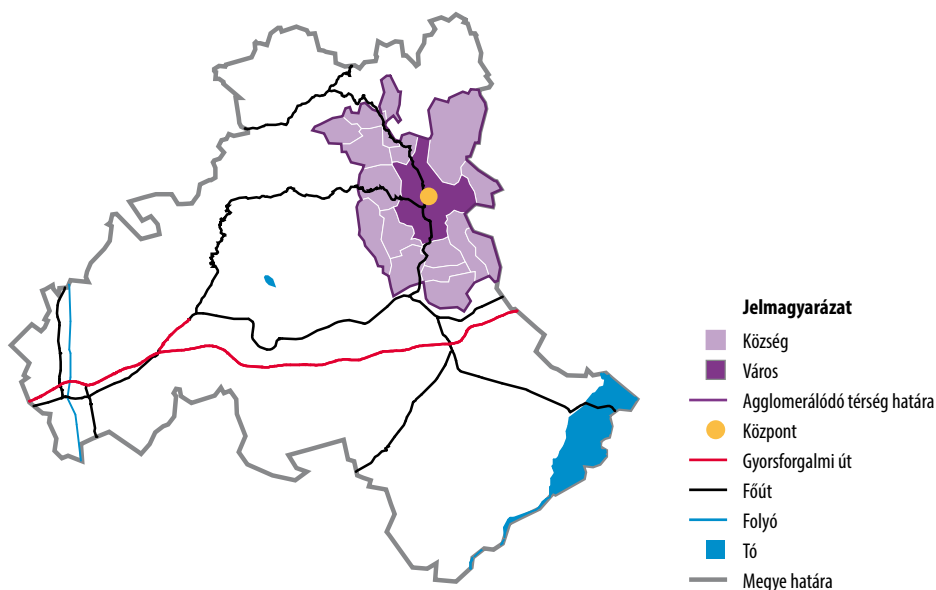 Jelmagyarázat
Község
Város
Agglomerálódó térség határa
Központ
Gyorsforgalmi út
Főút
Folyó
Tó
Megye határa